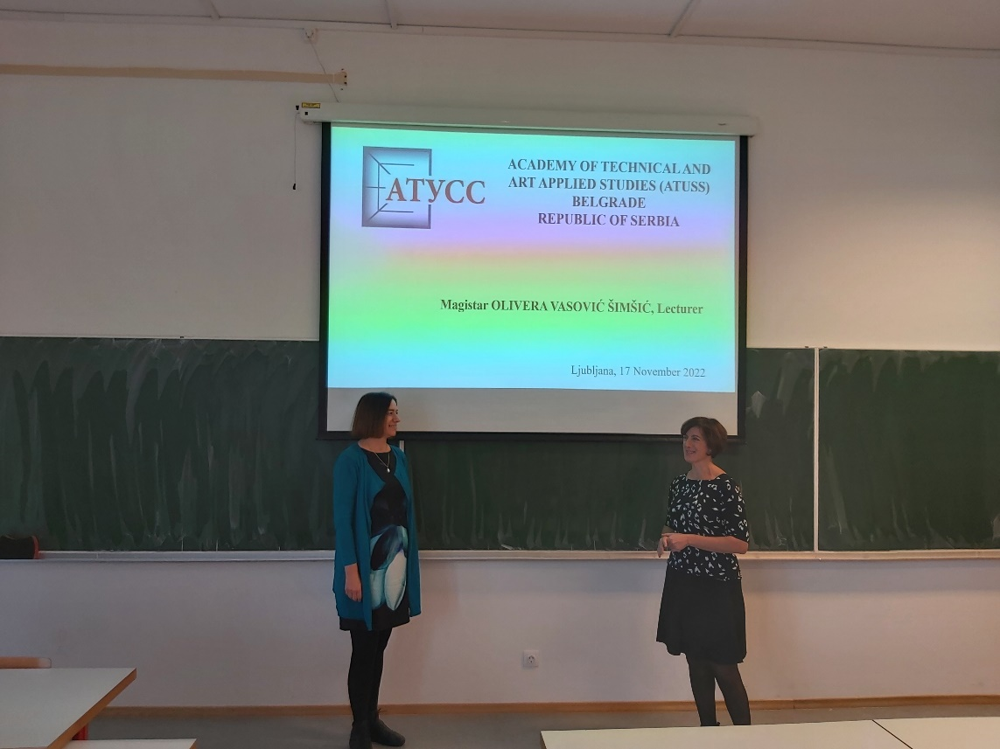 АТУСС
ACADEMY OF TECHNICAL AND
ART APPLIED STUDIES (ATUSS)
BELGRADE
REPUBLIC OF SERBIA
Magistar OLIVERA VASOVIĆ ŠIMŠIĆ, Lecturer
Ljubljana, 17 November 2022